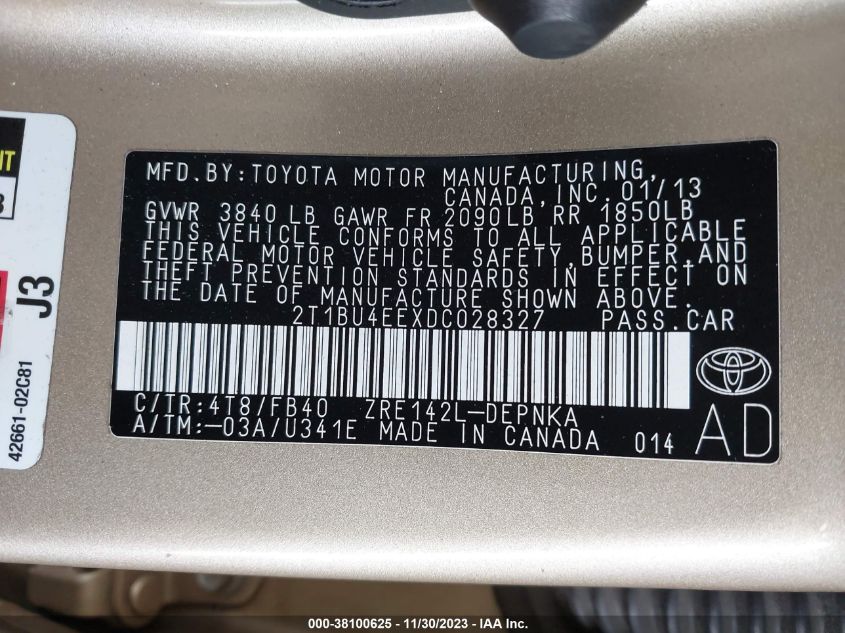 MFD.BY:TOYOTA MOTOR MANUFACTURING,
CANADA,INC. 01/13
GVWR 3840 LB GAWR FR 2090LB RR 1850LB
THIS VEHICLE CONFORMS TO ALL APPLICABLE
FEDERAL MOTOR VEHICLE SAFETY,BUMPER,AND
THEFT PREVENTION STANDARDS IN EFFECT ON
THE DATE OF MANUFACTURE SHOWN ABOVE.
2T1BU4EEXDC028327 PASS.CAR
C/TR:4T8/FB40 ZRE142L-DEPNKA
A/TM:-03A/U341E MADE IN CANADA 014
AD
J3
42661-02C81
000-38100625 - 11/30/2023 - IAA Inc.